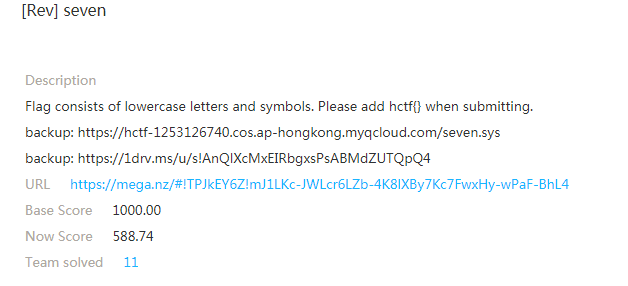 [Rev] seven
Description
Flag consists of lowercase letters and symbols. Please add hctf{} when submitting.
backup: https://hctf-1253126740.cos.ap-hongkong.myqcloud.com/seven.sys
backup: https://1drv.ms/u/s!AnQlXcMxEIRbgxsPsABMdZUTQpQ4
URL https://mega.nz/#!TPJkEY6Z!mJ1LKc-JWLcr6LZb-4K8lXBy7Kc7FwxHy-wPaF-BhL4
Base Score 1000.00
Now Score 588.74
Team solved 11